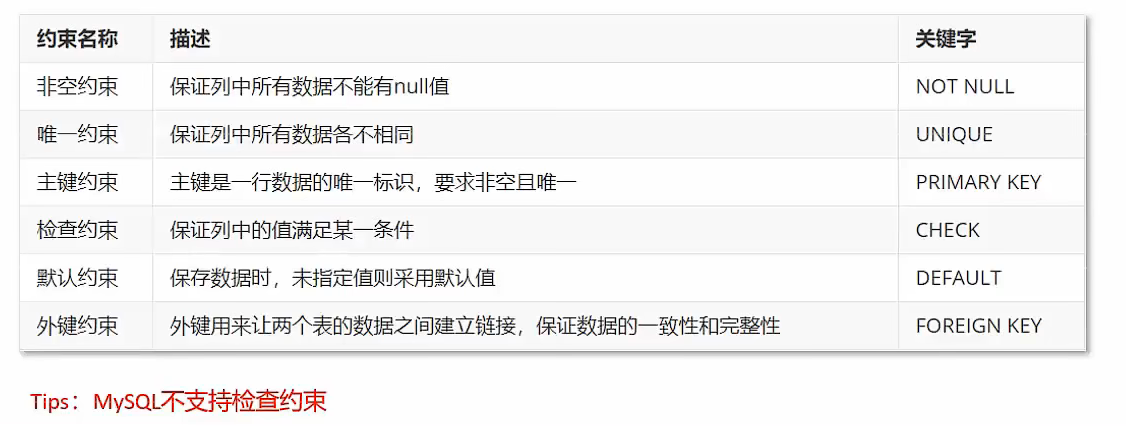 约束名称 描述 关键字
非空约束 保证列中所有数据不能有null值 NOT NULL
唯一约束 保证列中所有数据各不相同 UNIQUE
主键约束 主键是一行数据的唯一标识，要求非空且唯一 PRIMARY KEY
检查约束 保证列中的值满足某一条件 CHECK
默认约束 保存数据时，未指定值则采用默认值 DEFAULT
外键约束 外键用来让两个表的数据之间建立链接，保证数据的一致性和完整性 FOREIGN KEY
Tips：MySQL不支持检查约束